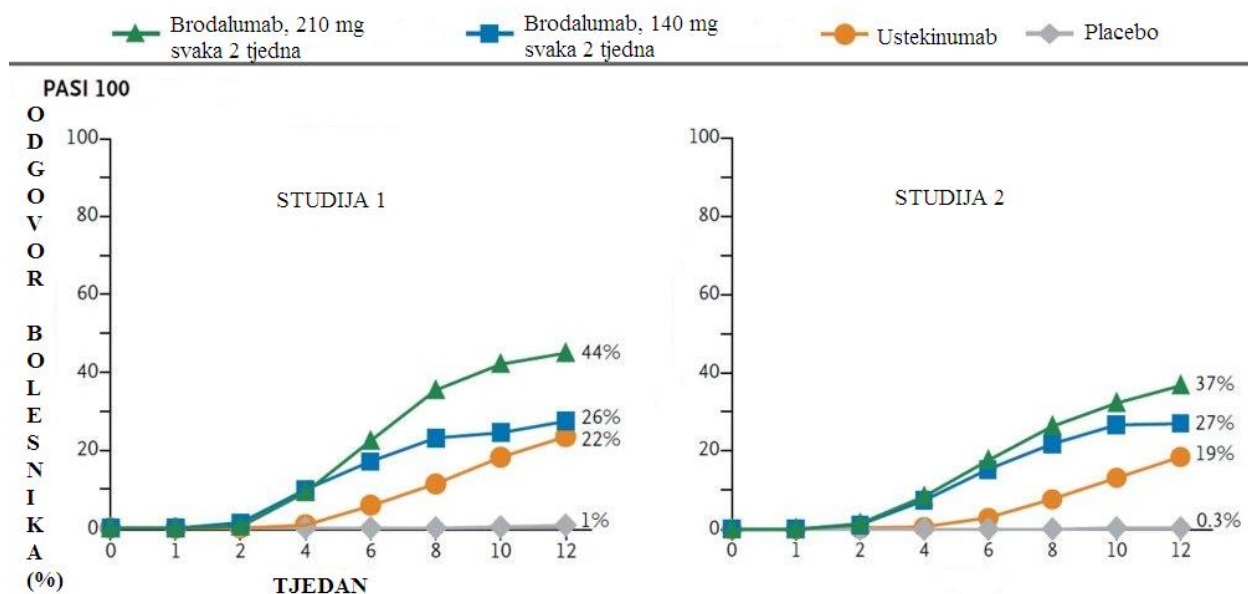 Brodalumab, 210 mg
svaka 2 tjedna
Brodalumab, 140 mg
svaka 2 tjedna
Ustekinumab
Placebo
PASI 100
O
D
G
O
V
O
R
B
O
L
E
S
N
I
K
A
(%)
100
80
60
40
20
0
STUDIJA 1
44%
26%
22%
1%
0 1 2 4 6 8 10 12
TJEDAN
100
80
60
40
20
0
STUDIJA 2
37%
27%
19%
0.3%
0 1 2 4 6 8 10 12